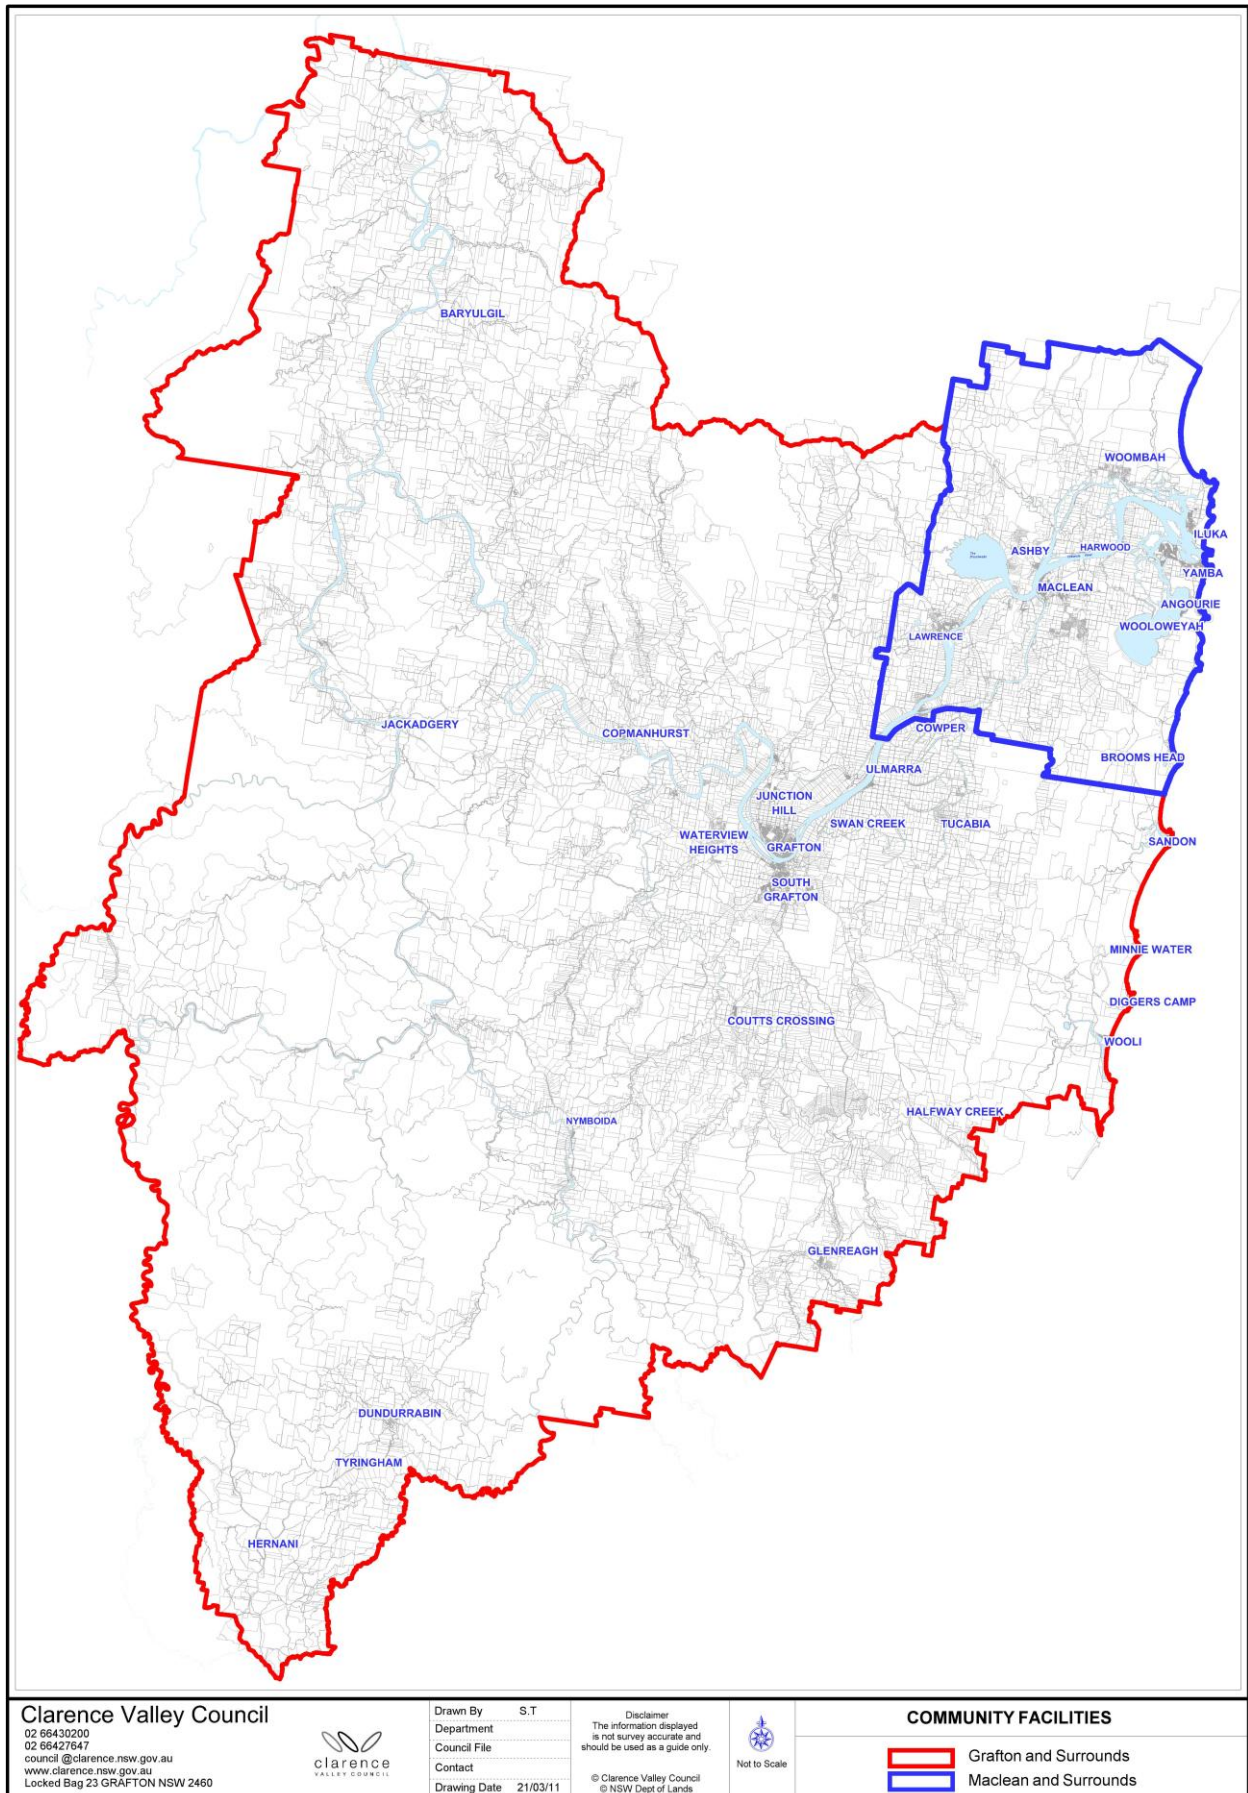 BARYULGIL
WOOMBAH
ILUKA
ASHBY
HARWOOD
YAMBA
MACLEAN
ANGOURIE
WOOLOWEYAH
LAWRENCE
JACKADGERY
COPMANHURST
COWPER
BROOMS HEAD
ULMARRA
JUNCTION
HILL
SWAN CREEK
TUCABIA
WATERVIEW
HEIGHTS
GRAFTON
SANDON
SOUTH
GRAFTON
MINNIE WATER
DIGGERS CAMP
COUTTS CROSSING
WOOLI
HALFWAY CREEK
NYMBOIDA
GLENREAGH
DUNDURRABIN
TYRINGHAM
HERNANI
Clarence Valley Council
02 66430200
02 66427647
council @clarence.nsw.gov.au
www.clarence.nsw.gov.au
Locked Bag 23 GRAFTON NSW 2460
clarence
VALLEY COUNCIL
Drawn By S.T
Department
Council File
Contact
Drawing Date 21/03/11
Disclaimer
The information displayed
is not survey accurate and
should be used as a guide only.
© Clarence Valley Council
© NSW Dept of Lands
Not to Scale
COMMUNITY FACILITIES
Grafton and Surrounds
Maclean and Surrounds